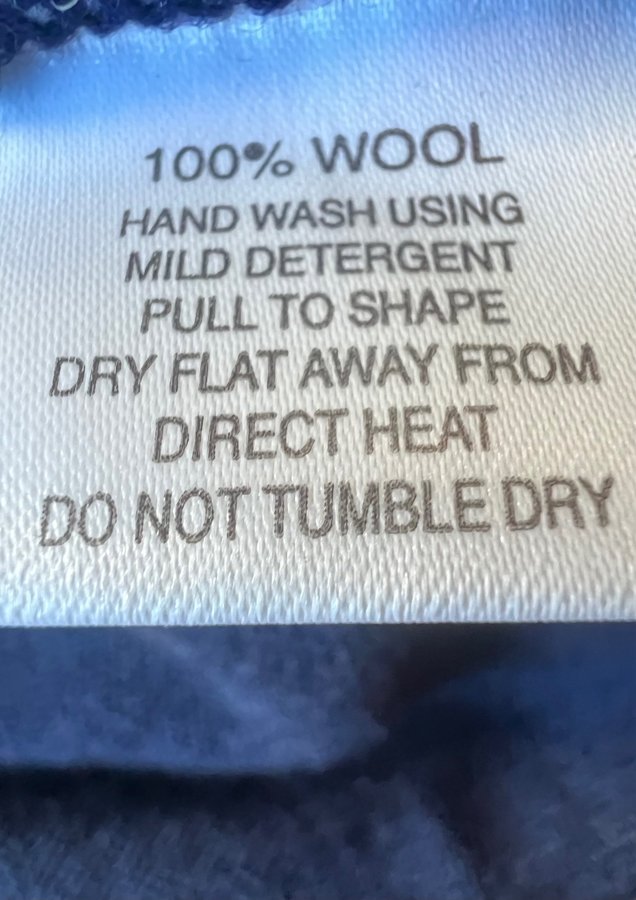 100% WOOL
HAND WASH USING
MILD DETERGENT
PULL TO SHAPE
DRY FLAT AWAY FROM
DIRECT HEAT
DO NOT TUMBLE DRY